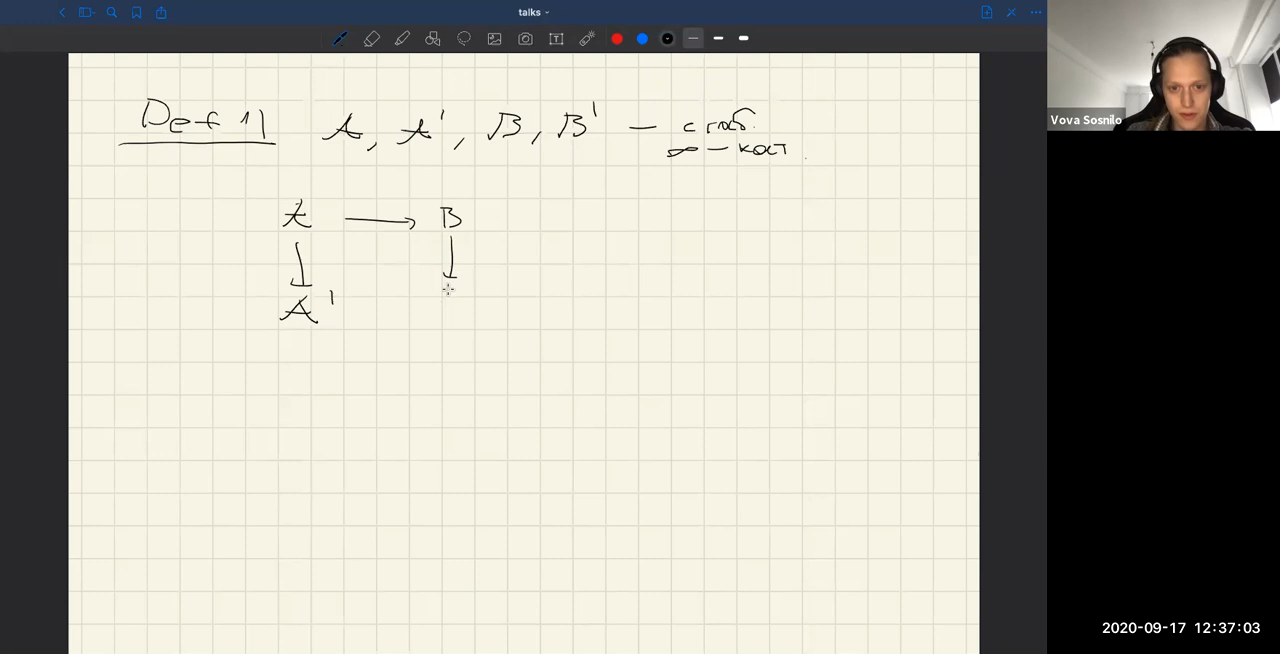 talks
Def 1) A, A', B, B' — стаб.
∞ - кат
A → B
↓ ↓
A'
Vova Sosnilo
2020-09-17 12:37:03